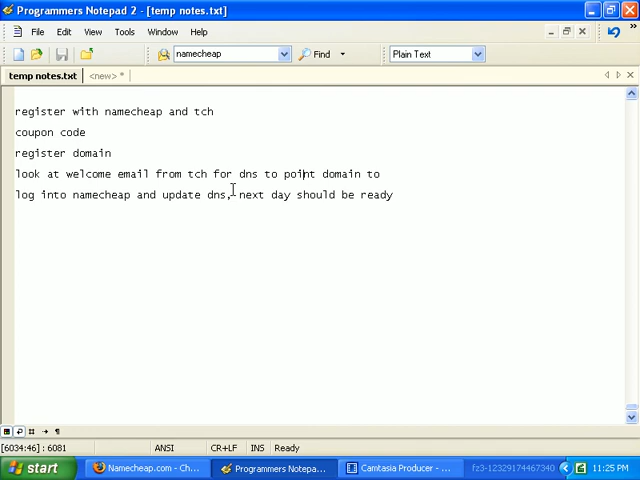 Programmers Notepad 2 - [temp notes.txt]
File Edit View Tools Window Help
namecheap Find Plain Text
temp notes.txt <new> *
register with namecheap and tch
coupon code
register domain
look at welcome email from tch for dns to point domain to
log into namecheap and update dns, next day should be ready
[6034:46] : 6081 ANSI CR+LF INS Ready
start Namecheap.com - Ch... Programmers Notepa... Camtasia Producer - ... fz3-12329174467340 11:25 PM